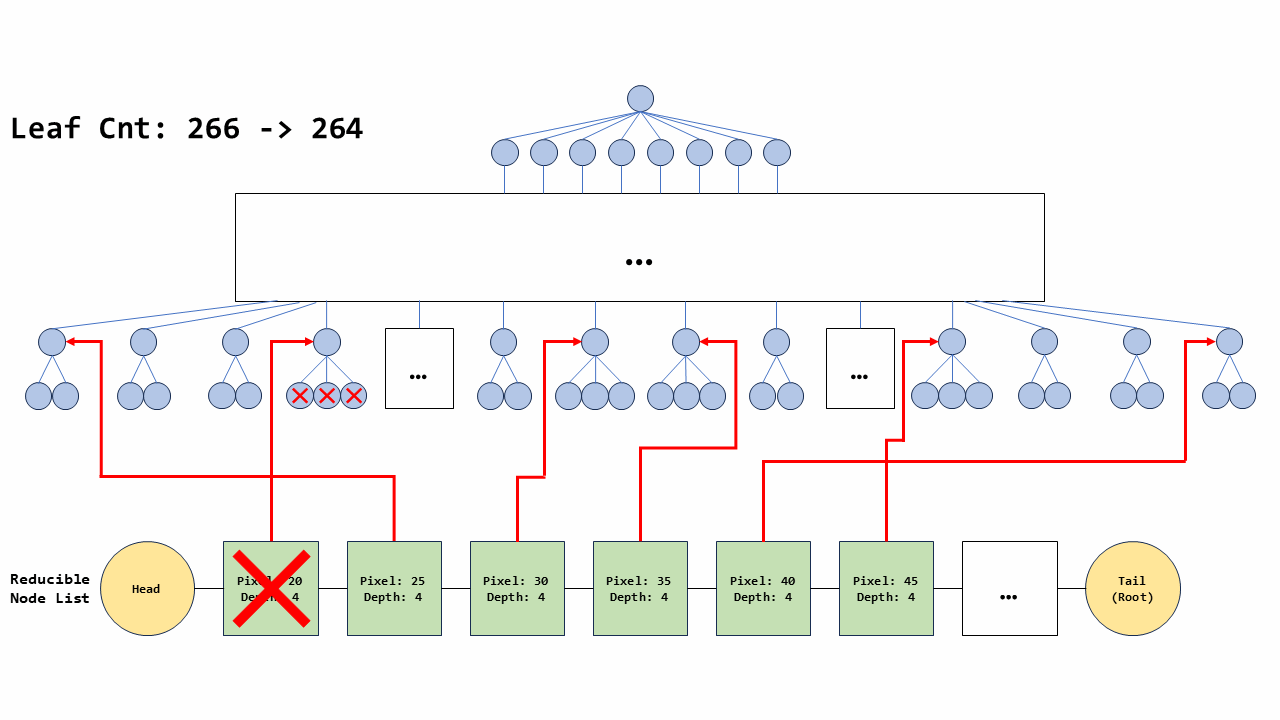 Leaf Cnt: 266 -> 264
...
...
...
Reducible
Node List
Head
Pixel: 20
Depth: 4
Pixel: 25
Depth: 4
Pixel: 30
Depth: 4
Pixel: 35
Depth: 4
Pixel: 40
Depth: 4
Pixel: 45
Depth: 4
...
Tail
(Root)